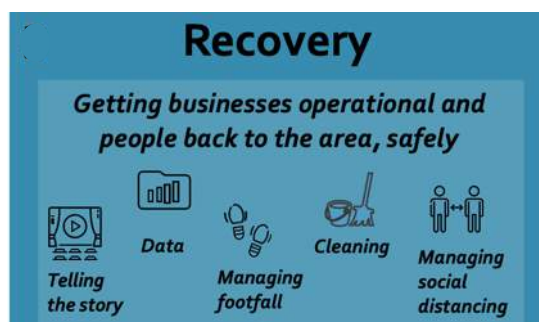 Recovery
Getting businesses operational and
people back to the area, safely
Telling
the story
Data
Managing
footfall
Cleaning
Managing
social
distancing